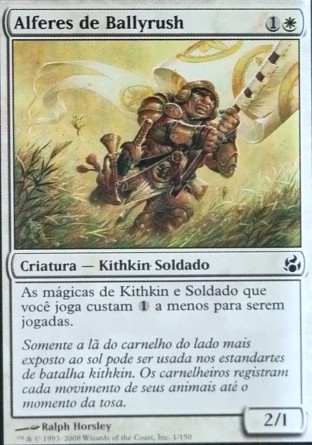 Alferes de Ballyrush 1
Criatura — Kithkin Soldado
As mágicas de Kithkin e Soldado que
você joga custam 1 a menos para serem
jogadas.
Somente a lã do carnelho do lado mais
exposto ao sol pode ser usada nos estandartes
de batalha kithkin. Os carnelheiros registram
cada movimento de seus animais até o
momento da tosa.
Ralph Horsley
™ & © 1993–2008 Wizards of the Coast, Inc. 1/150
2/1